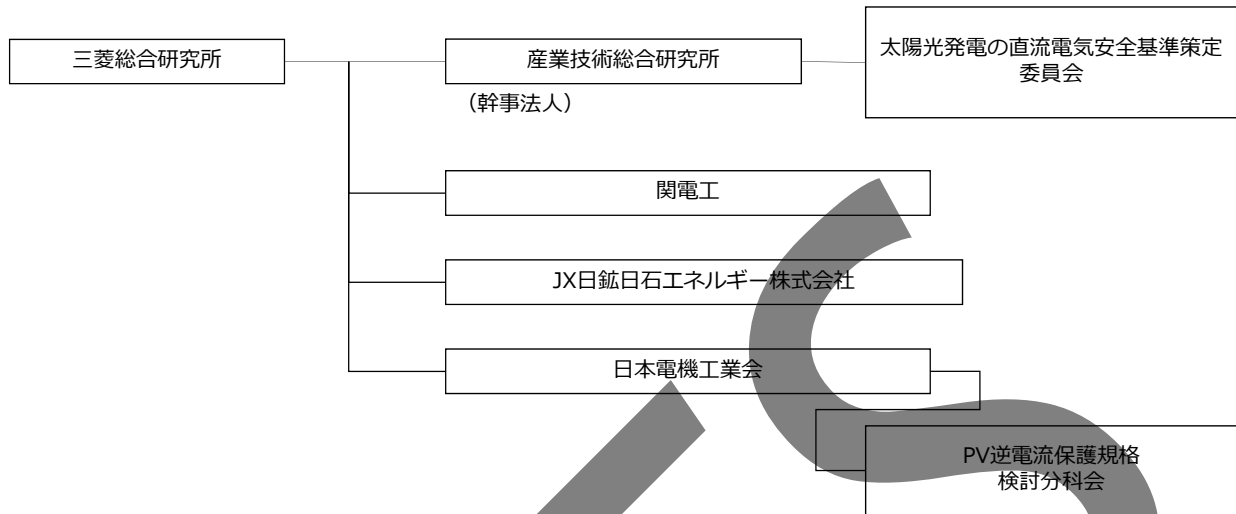 三菱総合研究所
産業技術総合研究所
(幹事法人)
太陽光発電の直流電気安全基準策定
委員会
関電工
JX日鉱日石エネルギー株式会社
日本電機工業会
PV逆電流保護規格
検討分科会